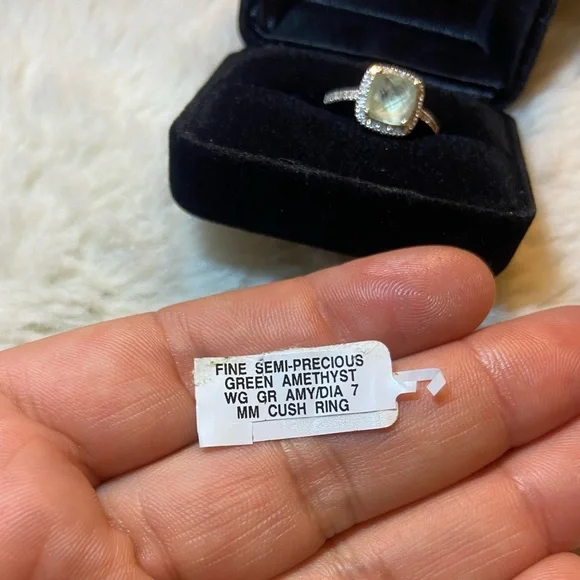 FINE SEMI-PRECIOUS
GREEN AMETHYST
WG GR AMY/DIA 7
MM CUSH RING